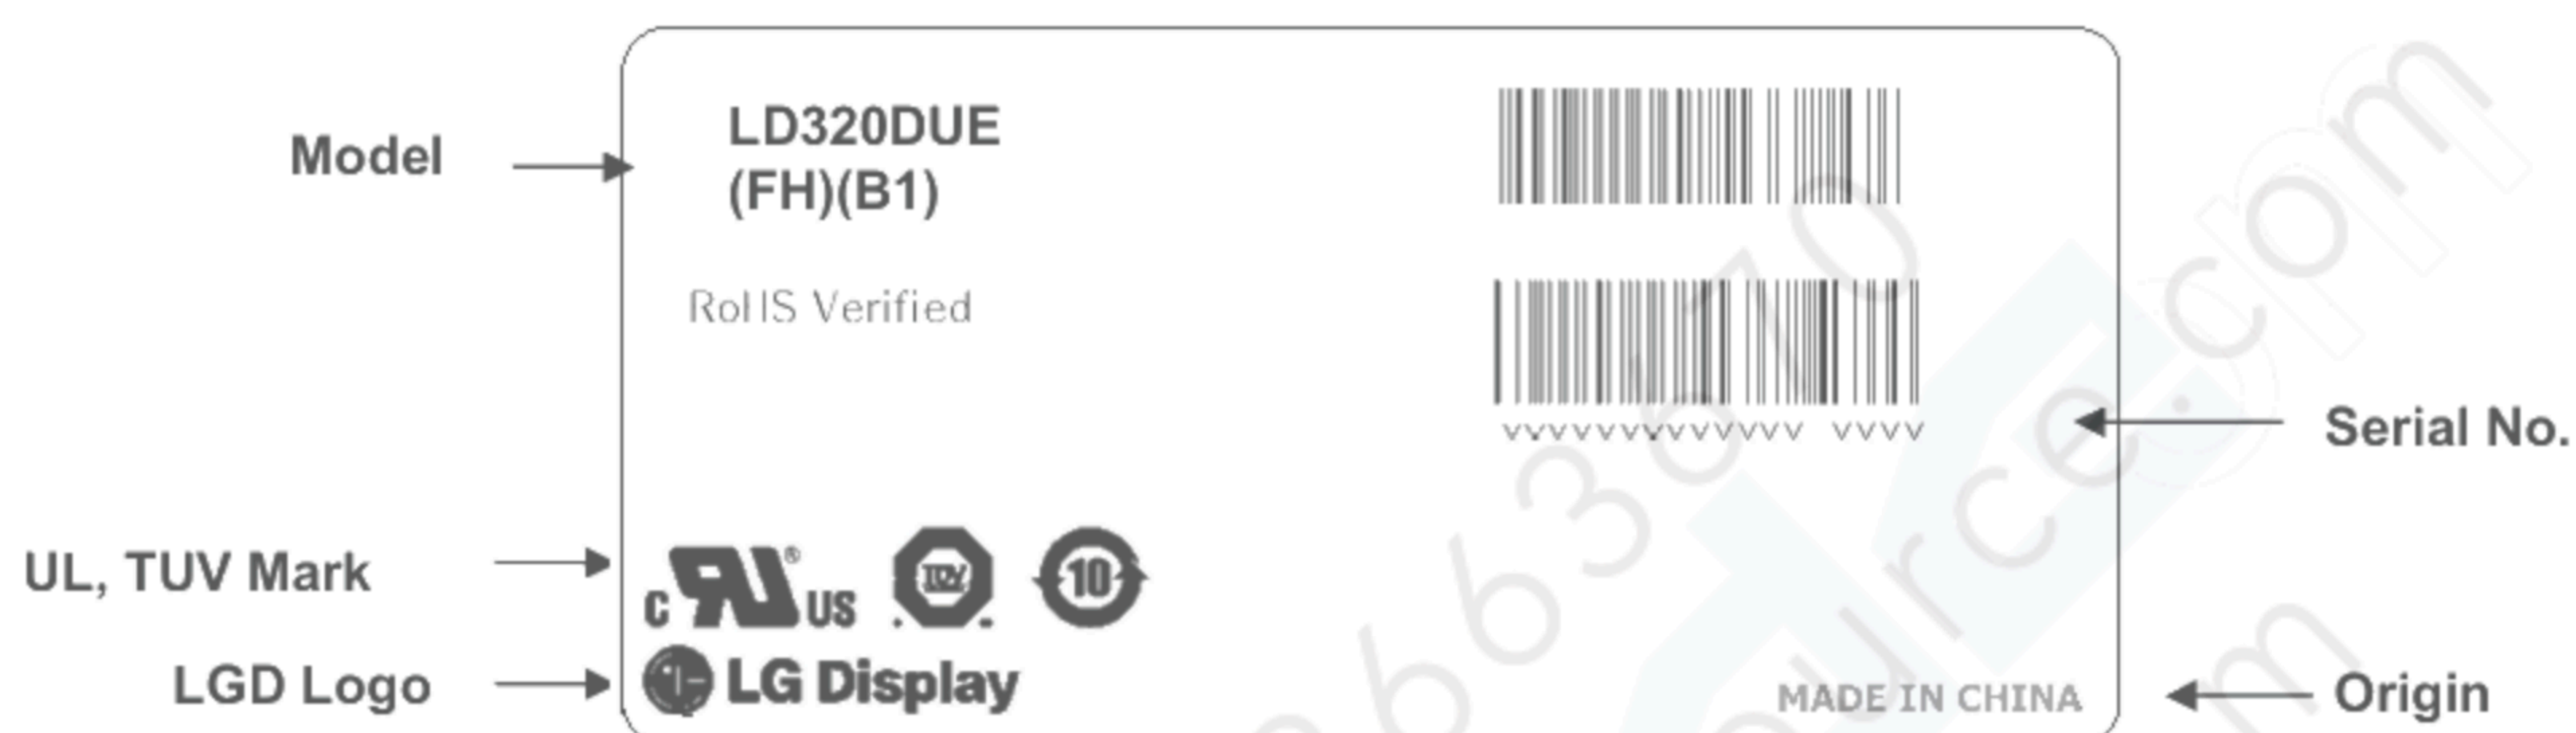 Model
LD320DUE
(FH)(B1)
RoHS Verified
VVVVVVVVVVVVV VVVV
Serial No.
UL, TUV Mark
C US ®
TUV
10
LGD Logo
LG Display
MADE IN CHINA
Origin